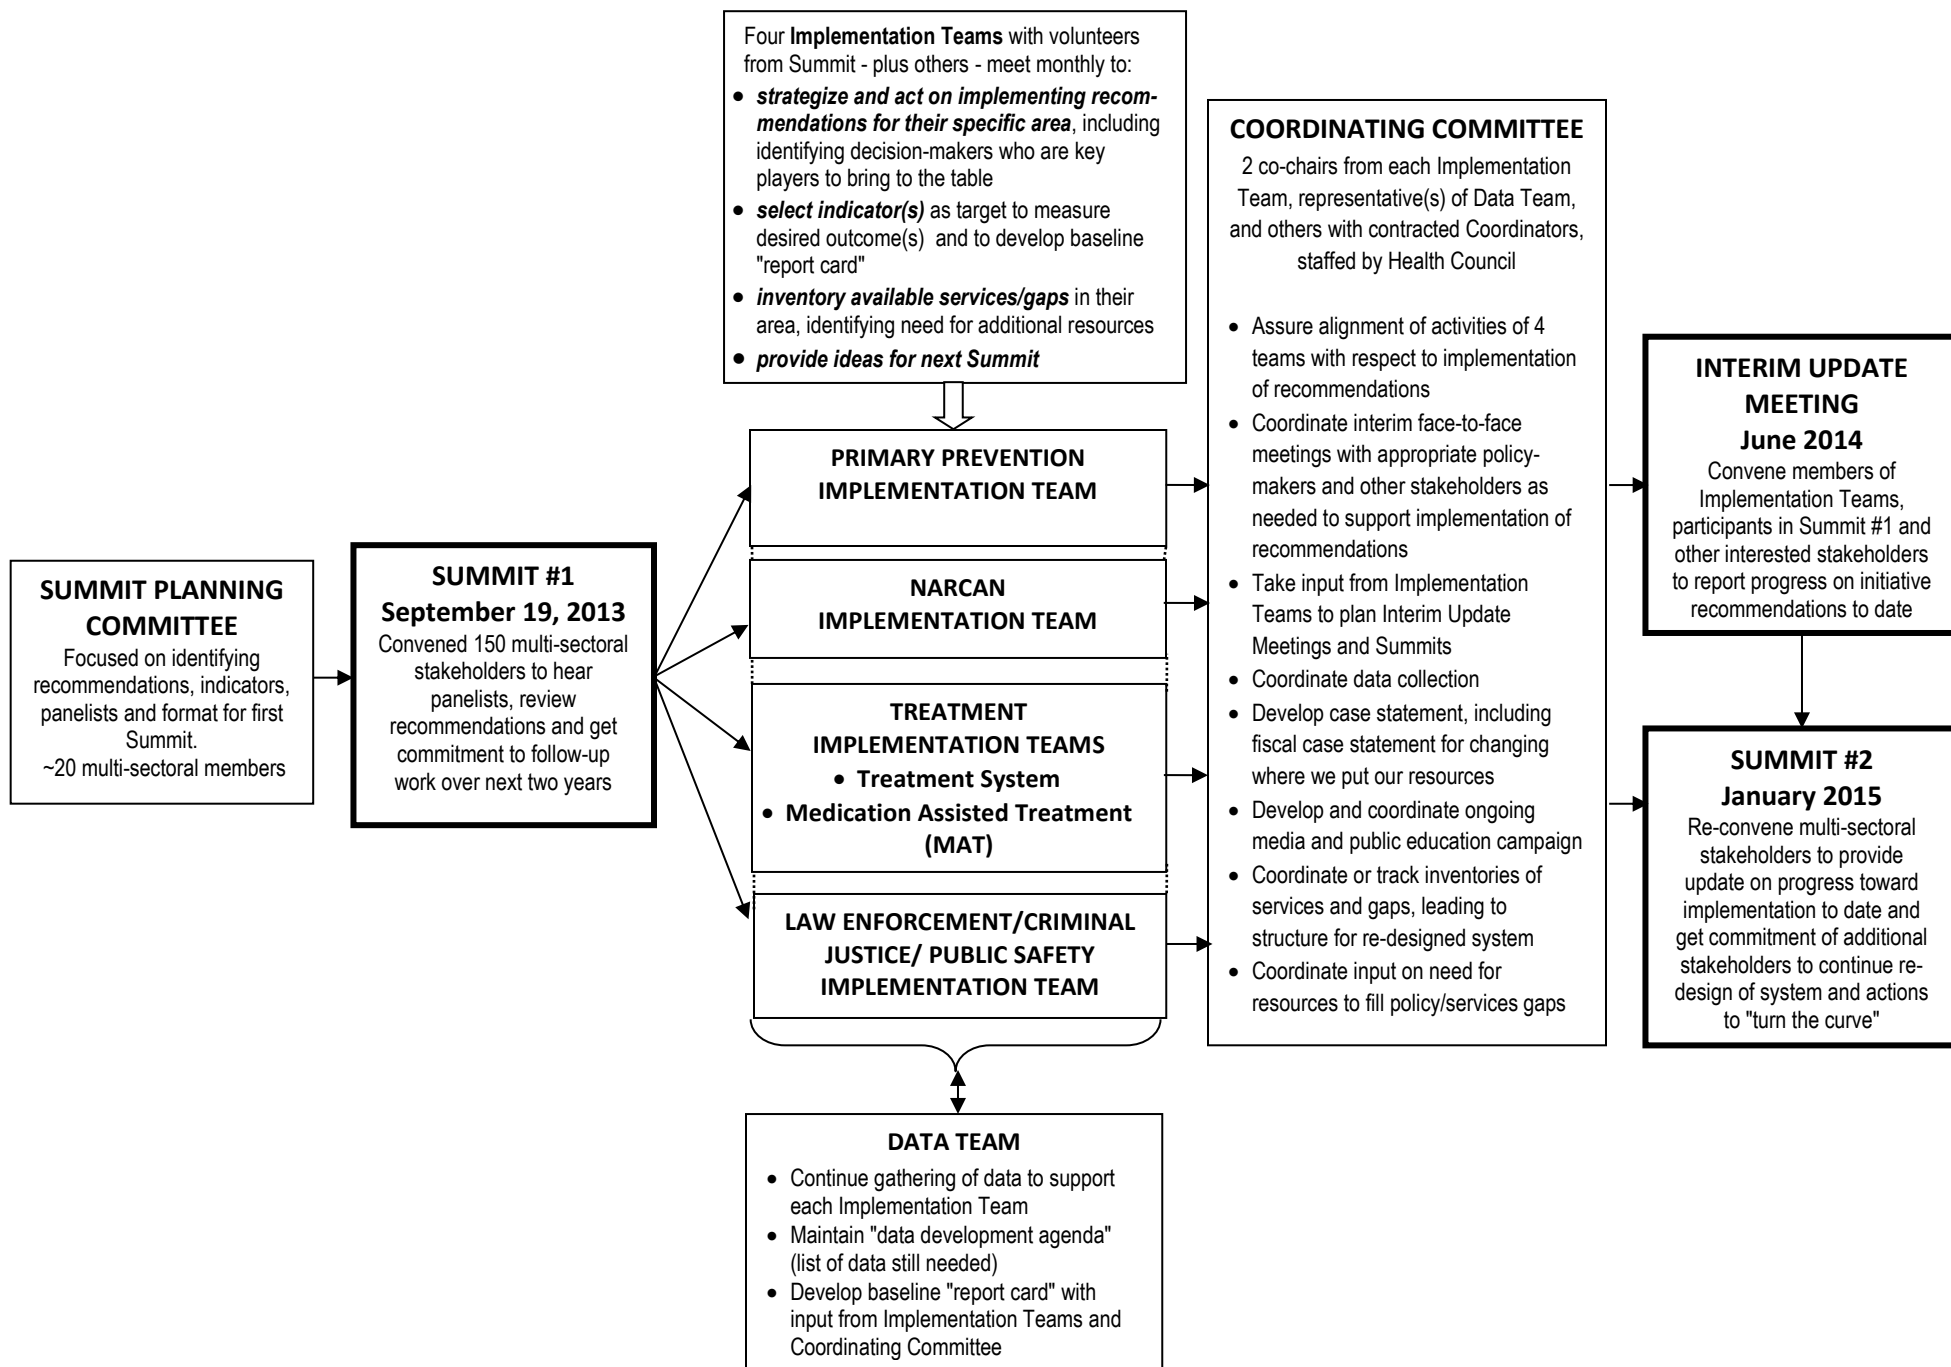 Four Implementation Teams with volunteers
from Summit - plus others - meet monthly to:
• strategize and act on implementing recom-
mendations for their specific area, including
identifying decision-makers who are key
players to bring to the table
• select indicator(s) as target to measure
desired outcome(s)  and to develop baseline
"report card"
• inventory available services/gaps in their
area, identifying need for additional resources
• provide ideas for next Summit
SUMMIT PLANNING
COMMITTEE
Focused on identifying
recommendations, indicators,
panelists and format for first
Summit.
~20 multi-sectoral members
SUMMIT #1
September 19, 2013
Convened 150 multi-sectoral
stakeholders to hear
panelists, review
recommendations and get
commitment to follow-up
work over next two years
PRIMARY PREVENTION
IMPLEMENTATION TEAM
NARCAN
IMPLEMENTATION TEAM
TREATMENT
IMPLEMENTATION TEAMS
• Treatment System
• Medication Assisted Treatment
(MAT)
LAW ENFORCEMENT/CRIMINAL
JUSTICE/ PUBLIC SAFETY
IMPLEMENTATION TEAM
DATA TEAM
• Continue gathering of data to support
each Implementation Team
• Maintain "data development agenda"
(list of data still needed)
• Develop baseline "report card" with
input from Implementation Teams and
Coordinating Committee
COORDINATING COMMITTEE
2 co-chairs from each Implementation
Team, representative(s) of Data Team,
and others with contracted Coordinators,
staffed by Health Council
• Assure alignment of activities of 4
teams with respect to implementation
of recommendations
• Coordinate interim face-to-face
meetings with appropriate policy-
makers and other stakeholders as
needed to support implementation of
recommendations
• Take input from Implementation
Teams to plan Interim Update
Meetings and Summits
• Coordinate data collection
• Develop case statement, including
fiscal case statement for changing
where we put our resources
• Develop and coordinate ongoing
media and public education campaign
• Coordinate or track inventories of
services and gaps, leading to
structure for re-designed system
• Coordinate input on need for
resources to fill policy/services gaps
INTERIM UPDATE
MEETING
June 2014
Convene members of
Implementation Teams,
participants in Summit #1 and
other interested stakeholders
to report progress on initiative
recommendations to date
SUMMIT #2
January 2015
Re-convene multi-sectoral
stakeholders to provide
update on progress toward
implementation to date and
get commitment of additional
stakeholders to continue re-
design of system and actions
to "turn the curve"